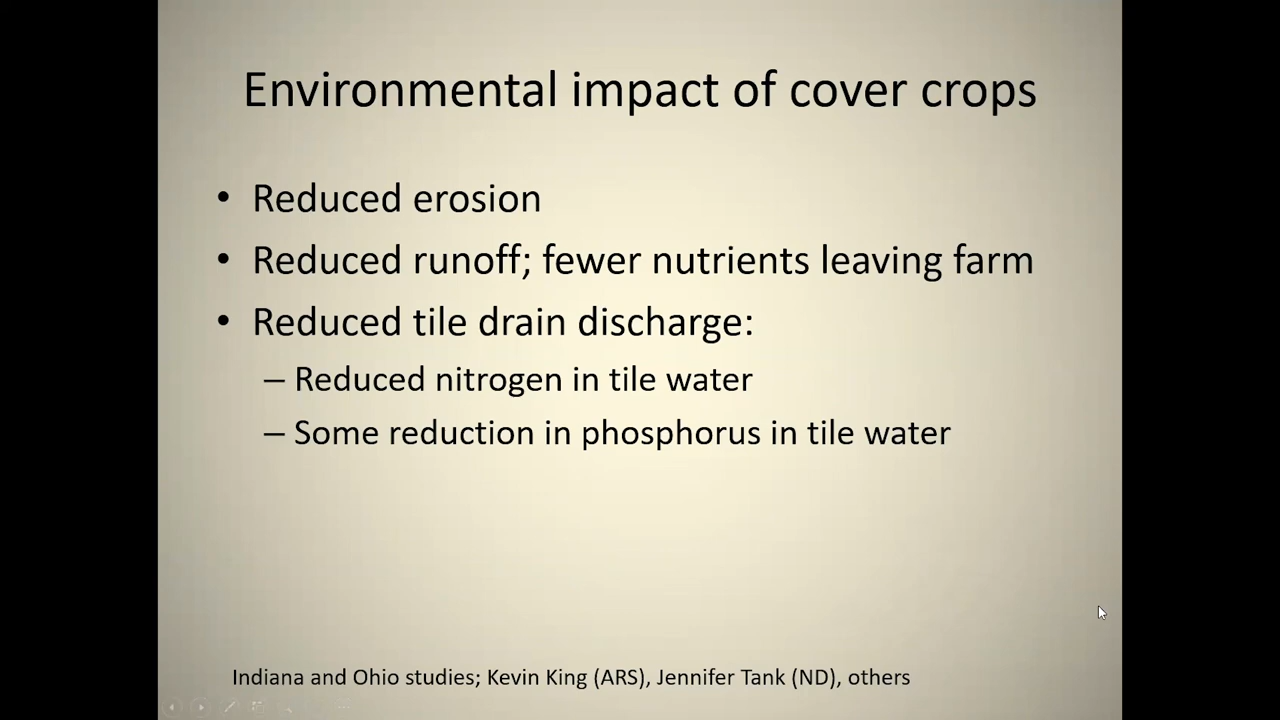 Environmental impact of cover crops
• Reduced erosion
• Reduced runoff; fewer nutrients leaving farm
• Reduced tile drain discharge:
– Reduced nitrogen in tile water
– Some reduction in phosphorus in tile water
Indiana and Ohio studies; Kevin King (ARS), Jennifer Tank (ND), others